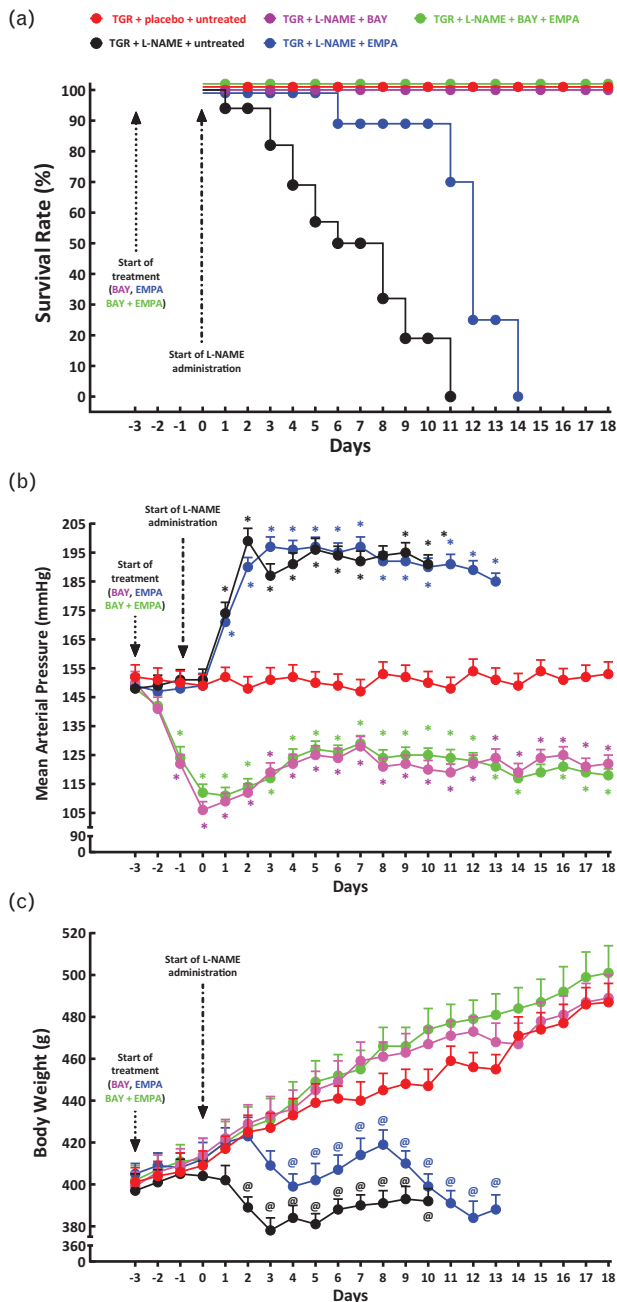 (a)
TGR + placebo + untreated
TGR + L-NAME + BAY
TGR + L-NAME + BAY + EMPA
TGR + L-NAME + untreated
TGR + L-NAME + EMPA
Survival Rate (%)
100
90
80
70
60
50
40
30
20
10
0
Start of
treatment
(BAY, EMPA
BAY + EMPA)
Start of L-NAME
administration
-3 -2 -1 0 1 2 3 4 5 6 7 8 9 10 11 12 13 14 15 16 17 18
Days
(b)
Mean Arterial Pressure (mmHg)
205
195
185
175
165
155
145
135
125
115
105
90
0
Start of L-NAME
administration
Start of
treatment
(BAY, EMPA
BAY + EMPA)
* * * * * * * * * * * * * * * * * * * * * * *
-3 -2 -1 0 1 2 3 4 5 6 7 8 9 10 11 12 13 14 15 16 17 18
Days
(c)
Body Weight (g)
520
500
480
460
440
420
400
380
360
0
Start of L-NAME
administration
Start of
treatment
(BAY, EMPA
BAY + EMPA)
@ @ @ @ @ @ @ @ @ @ @
@ @ @ @ @ @ @ @ @
-3 -2 -1 0 1 2 3 4 5 6 7 8 9 10 11 12 13 14 15 16 17 18
Days